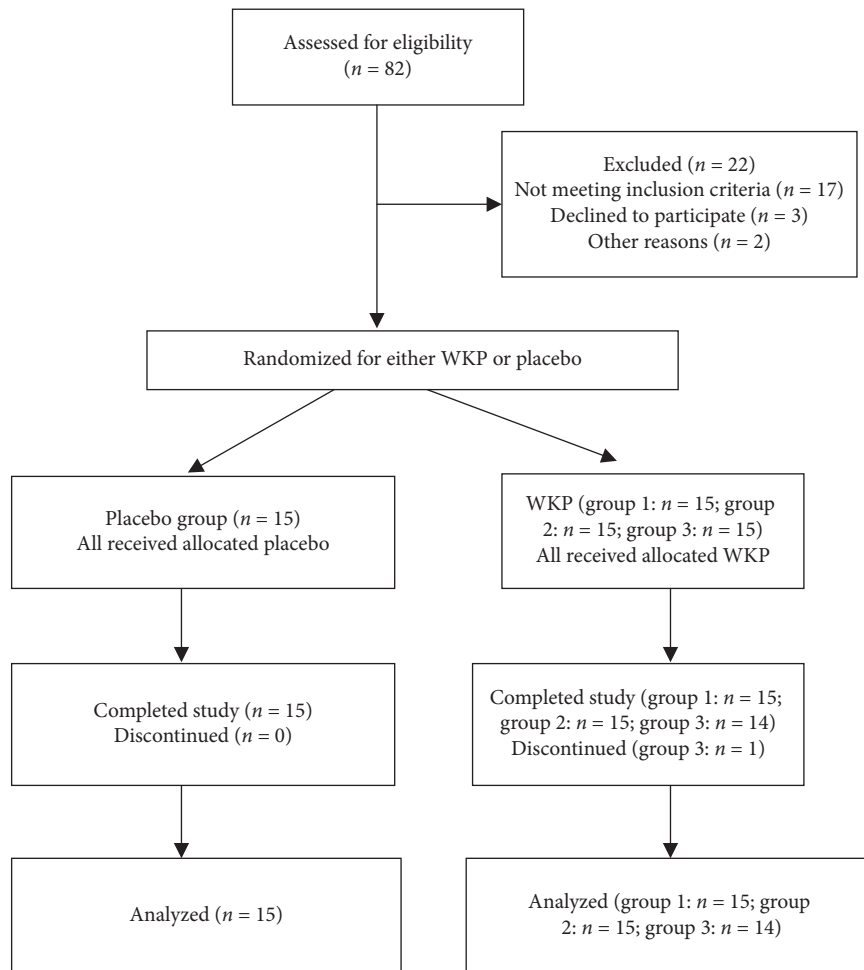 Assessed for eligibility
(n = 82)
Excluded (n = 22)
Not meeting inclusion criteria (n = 17)
Declined to participate (n = 3)
Other reasons (n = 2)
Randomized for either WKP or placebo
Placebo group (n = 15)
All received allocated placebo
WKP (group 1: n = 15; group
2: n = 15; group 3: n = 15)
All received allocated WKP
Completed study (n = 15)
Discontinued (n = 0)
Completed study (group 1: n = 15;
group 2: n = 15; group 3: n = 14)
Discontinued (group 3: n = 1)
Analyzed (n = 15)
Analyzed (group 1: n = 15; group
2: n = 15; group 3: n = 14)